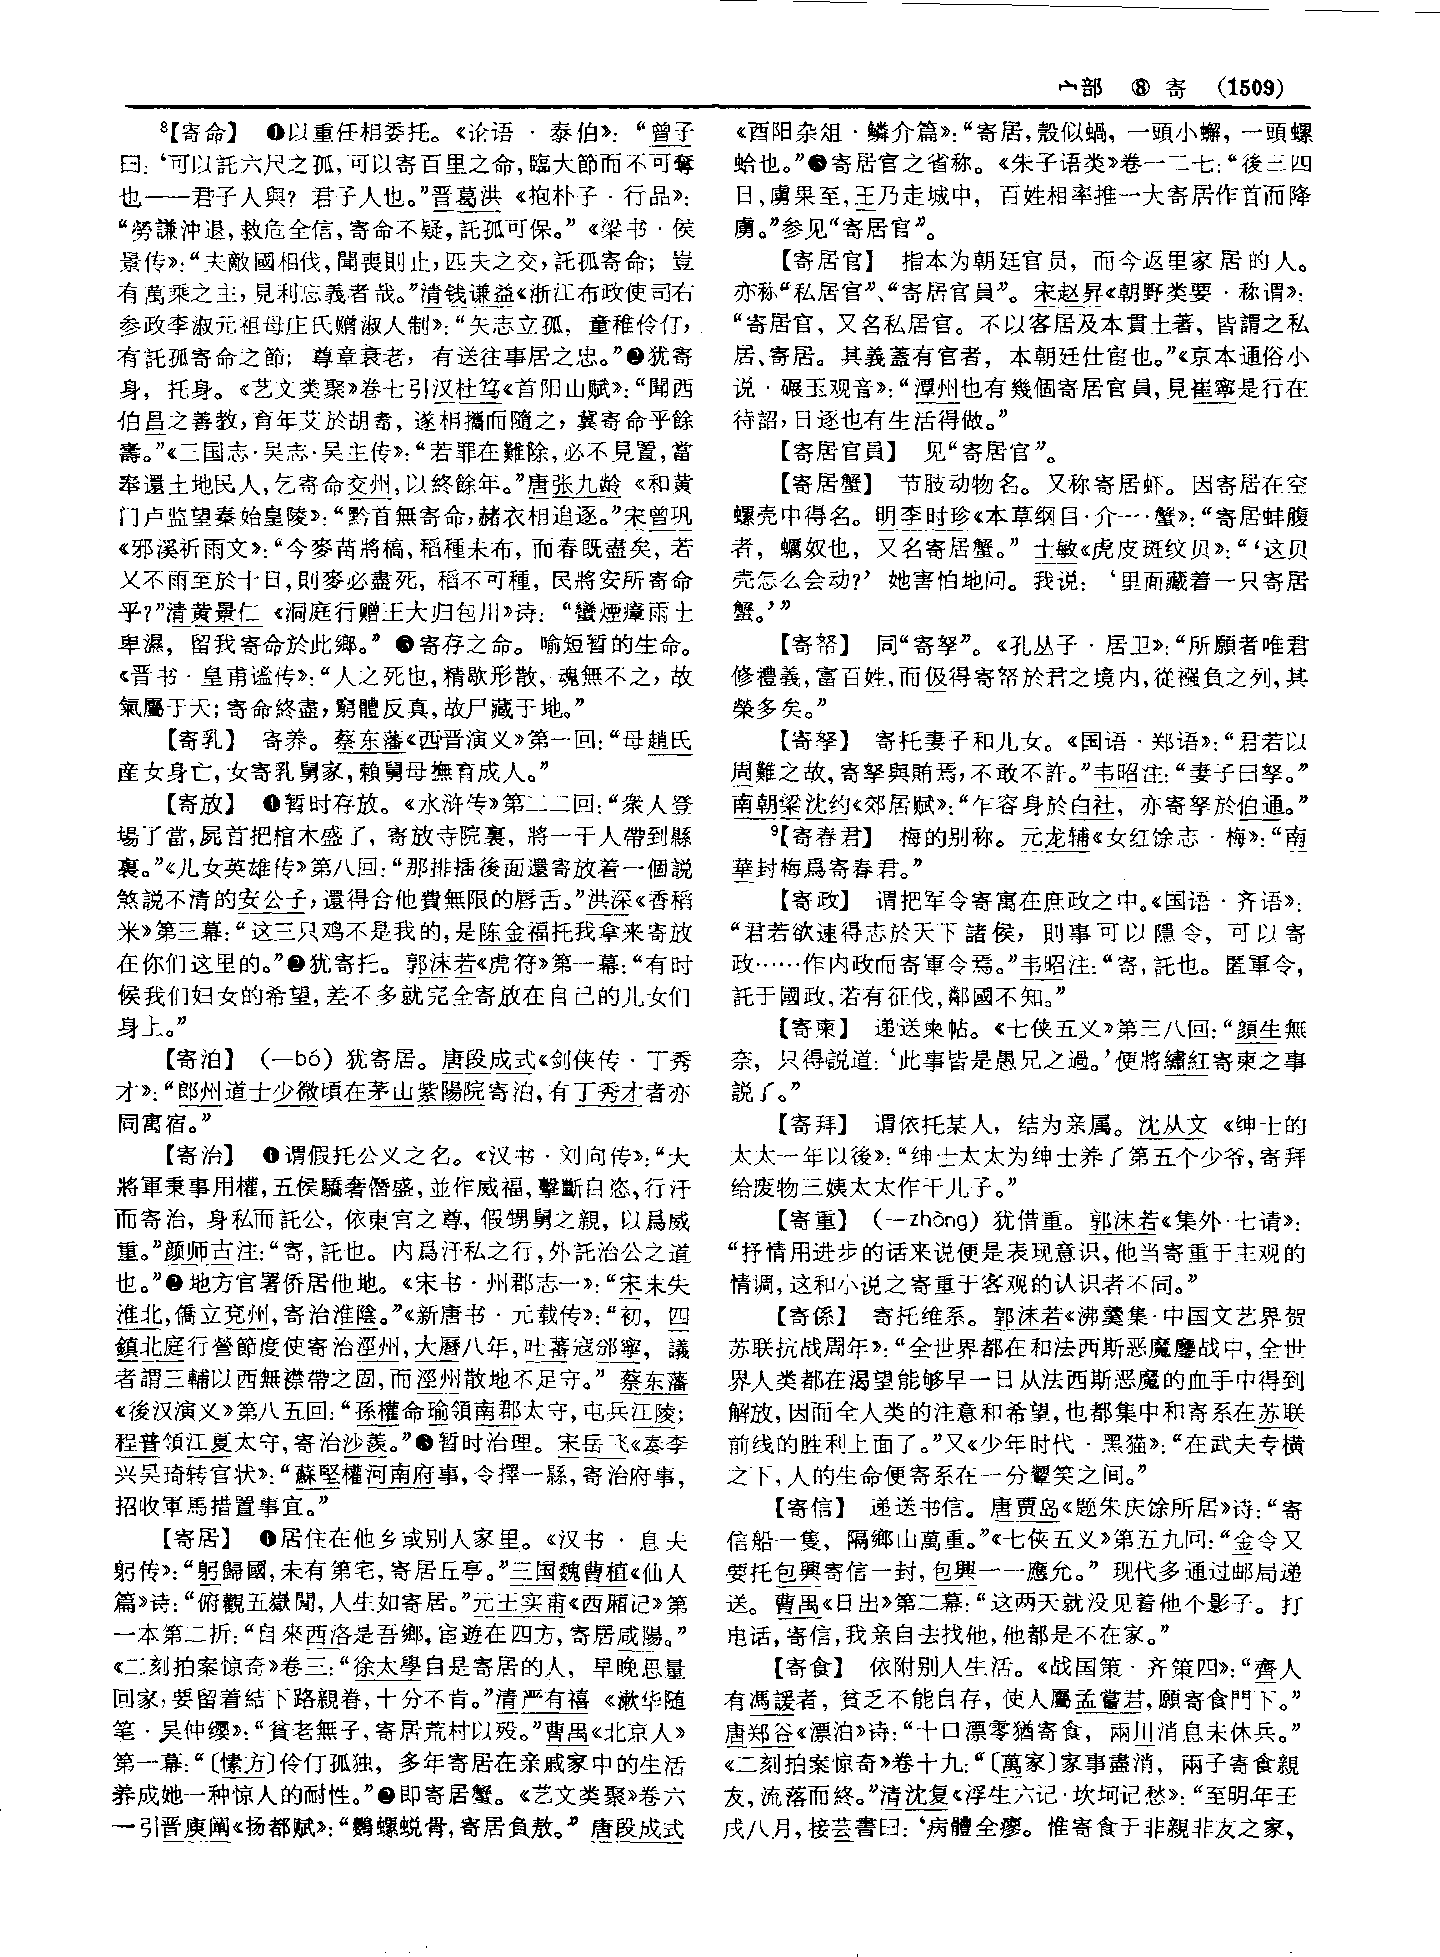 宀部 ⑧ 寄 (1509)
⁸【寄命】 ❶以重任相委托。《论语·泰伯》：“曾子
曰：‘可以託六尺之孤，可以寄百里之命，臨大節而不可奪
也——君子人與？君子人也。”晋葛洪《抱朴子·行品》：
“勞謙沖退，救危全信，寄命不疑，託孤可保。”《梁书·侯
景传》：“夫敵國相伐，聞喪則止，匹夫之交，託孤寄命；豈
有萬乘之主，見利忘義者哉。”清钱谦益《浙江布政使司右
参政李淑元祖母庄氏赠淑人制》：“矢志立孤，童稚伶仃，
有託孤寄命之節；尊章衰老，有送往事居之忠。”❷犹寄
身，托身。《艺文类聚》卷七引汉杜笃《首阳山赋》：“聞西
伯昌之善教，育年艾於胡耇，遂相攜而隨之，冀寄命乎餘
壽。”《三国志·吴志·吴主传》：“若罪在難除，必不見置，當
奉還土地民人，乞寄命交州，以終餘年。”唐张九龄《和黄
门卢监望秦始皇陵》：“黔首無寄命，赭衣相追逐。”宋曾巩
《邪溪祈雨文》：“今麥苗將槁，稻種未布，而春既盡矣，若
又不雨至於十日，則麥必盡死，稻不可種，民將安所寄命
乎？”清黄景仁《洞庭行赠王大归包川》诗：“蠻煙瘴雨土
卑濕，留我寄命於此鄉。”❸寄存之命。喻短暂的生命。
《晋书·皇甫谧传》：“人之死也，精歇形散，魂無不之，故
氣屬于天；寄命終盡，窮體反真，故尸藏于地。”
【寄乳】 寄养。蔡东藩《西晋演义》第一回：“母趙氏
産女身亡，女寄乳舅家，賴舅母撫育成人。”
【寄放】 ❶暂时存放。《水浒传》第二二回：“衆人登
場了當，屍首把棺木盛了，寄放寺院裏，將一干人帶到縣
裏。”《儿女英雄传》第八回：“那排插後面還寄放着一個説
煞説不清的安公子，還得合他費無限的唇舌。”洪深《香稻
米》第三幕：“这三只鸡不是我的，是陈金福托我拿来寄放
在你们这里的。”❷犹寄托。郭沫若《虎符》第一幕：“有时
候我们妇女的希望，差不多就完全寄放在自己的儿女们
身上。”
【寄泊】（—bó）犹寄居。唐段成式《剑侠传·丁秀
才》：“郎州道士少微頃在茅山紫陽院寄泊，有丁秀才者亦
同寓宿。”
【寄治】 ❶谓假托公义之名。《汉书·刘向传》：“大
將軍秉事用權，五侯驕奢僭盛，並作威福，擊斷自恣，行汙
而寄治，身私而託公，依東宫之尊，假甥舅之親，以爲威
重。”颜师古注：“寄，託也。内爲汙私之行，外託治公之道
也。”❷地方官署侨居他地。《宋书·州郡志一》：“宋末失
淮北，僑立兗州，寄治淮陰。”《新唐书·元载传》：“初，四
鎮北庭行營節度使寄治涇州，大曆八年，吐蕃寇邠寧，議
者謂三輔以西無襟帶之固，而涇州散地不足守。”蔡东藩
《後汉演义》第八五回：“孫權命瑜領南郡太守，屯兵江陵；
程普領江夏太守，寄治沙羨。”❸暂时治理。宋岳飞《奏李
兴吴琦转官状》：“蘇堅權河南府事，令擇一縣，寄治府事，
招收軍馬措置事宜。”
【寄居】 ❶居住在他乡或别人家里。《汉书·息夫
躬传》：“躬歸國，未有第宅，寄居丘亭。”三国魏曹植《仙人
篇》诗：“俯觀五嶽間，人生如寄居。”元王实甫《西厢记》第
一本第二折：“自來西洛是吾鄉，宦遊在四方，寄居咸陽。”
《二刻拍案惊奇》卷三：“徐太學自是寄居的人，早晚思量
回家，要留着結下路親眷，十分不肯。”清严有禧《漱华随
笔·吴仲缨》：“貧老無子，寄居荒村以殁。”曹禺《北京人》
第一幕：“〔愫方〕伶仃孤独，多年寄居在亲戚家中的生活
养成她一种惊人的耐性。”❷即寄居蟹。《艺文类聚》卷六
一引晋庾阐《扬都赋》：“鸚螺蜕骨，寄居負敖。”唐段成式
《酉阳杂俎·鳞介篇》：“寄居，殼似蝸，一頭小蟹，一頭螺
蛤也。”❸寄居官之省称。《朱子语类》卷一二七：“後三四
日，虜果至，王乃走城中，百姓相率推一大寄居作首而降
虜。”参见“寄居官”。
【寄居官】 指本为朝廷官员，而今返里家居的人。
亦称“私居官”、“寄居官員”。宋赵昇《朝野类要·称谓》：
“寄居官，又名私居官。不以客居及本貫土著，皆謂之私
居、寄居。其義蓋有官者，本朝廷仕宦也。”《京本通俗小
说·碾玉观音》：“潭州也有幾個寄居官員，見崔寧是行在
待詔，日逐也有生活得做。”
【寄居官員】 见“寄居官”。
【寄居蟹】 节肢动物名。又称寄居虾。因寄居在空
螺壳中得名。明李时珍《本草纲目·介一·蟹》：“寄居蚌腹
者，蠣奴也，又名寄居蟹。”士敏《虎皮斑纹贝》：“‘这贝
壳怎么会动？’她害怕地问。我说：‘里面藏着一只寄居
蟹。’”
【寄帑】 同“寄孥”。《孔丛子·居卫》：“所願者唯君
修禮義，富百姓，而伋得寄帑於君之境内，從襁負之列，其
榮多矣。”
【寄孥】 寄托妻子和儿女。《国语·郑语》：“君若以
周難之故，寄孥與賄焉，不敢不許。”韦昭注：“妻子曰孥。”
南朝梁沈约《郊居赋》：“乍容身於白社，亦寄孥於伯通。”
⁹【寄春君】 梅的别称。元龙辅《女红馀志·梅》：“南
華封梅爲寄春君。”
【寄政】 谓把军令寄寓在庶政之中。《国语·齐语》：
“君若欲速得志於天下諸侯，則事可以隱令，可以寄
政……作内政而寄軍令焉。”韦昭注：“寄，託也。匿軍令，
託于國政，若有征伐，鄰國不知。”
【寄柬】 递送柬帖。《七侠五义》第三八回：“顔生無
奈，只得説道：‘此事皆是愚兄之過。’便將繡紅寄柬之事
説了。”
【寄拜】 谓依托某人，结为亲属。沈从文《绅士的
太太一年以後》：“绅士太太为绅士养了第五个少爷，寄拜
给废物三姨太太作干儿子。”
【寄重】（—zhòng）犹借重。郭沫若《集外·七请》：
“抒情用进步的话来说便是表现意识，他当寄重于主观的
情调，这和小说之寄重于客观的认识者不同。”
【寄係】 寄托维系。郭沫若《沸羹集·中国文艺界贺
苏联抗战周年》：“全世界都在和法西斯恶魔鏖战中，全世
界人类都在渴望能够早一日从法西斯恶魔的血手中得到
解放，因而全人类的注意和希望，也都集中和寄系在苏联
前线的胜利上面了。”又《少年时代·黑猫》：“在武夫专横
之下，人的生命便寄系在一分颦笑之间。”
【寄信】 递送书信。唐贾岛《题朱庆馀所居》诗：“寄
信船一隻，隔鄉山萬重。”《七侠五义》第五九回：“金令又
要托包興寄信一封，包興一一應允。”现代多通过邮局递
送。曹禺《日出》第二幕：“这两天就没见着他个影子。打
电话，寄信，我亲自去找他，他都是不在家。”
【寄食】 依附别人生活。《战国策·齐策四》：“齊人
有馮諼者，貧乏不能自存，使人屬孟嘗君，願寄食門下。”
唐郑谷《漂泊》诗：“十口漂零猶寄食，兩川消息未休兵。”
《二刻拍案惊奇》卷十九：“〔萬家〕家事盡消，兩子寄食親
友，流落而終。”清沈复《浮生六记·坎坷记愁》：“至明年壬
戌八月，接芸書曰：‘病體全瘳。惟寄食于非親非友之家，